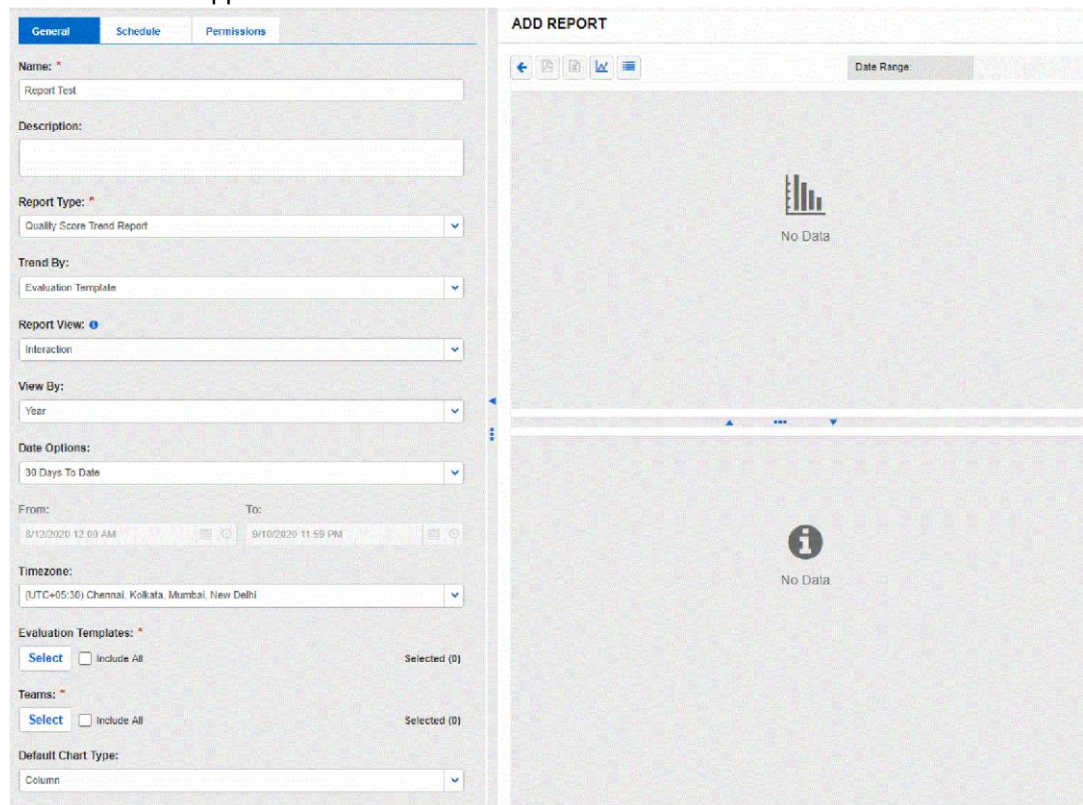 General Schedule Permissions
Name: *
Report Test
Description:
Report Type: *
Quality Score Trend Report
Trend By:
Evaluation Template
Report View:
Interaction
View By:
Year
Date Options:
30 Days To Date
From: To:
8/12/2020 12:09 AM 9/10/2020 11:59 PM
Timezone:
(UTC+05:30) Chennai, Kolkata, Mumbai, New Delhi
Evaluation Templates: *
Select Include All Selected (0)
Teams: *
Select Include All Selected (0)
Default Chart Type:
Column
ADD REPORT
Date Range:
No Data
No Data